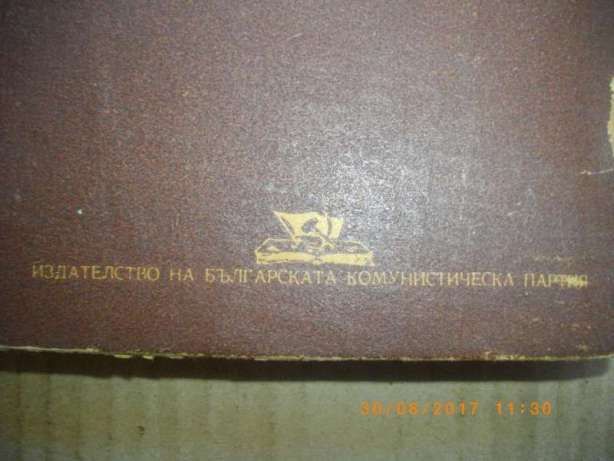 ИЗДАТЕЛСТВО НА БЪЛГАРСКАТА КОМУНИСТИЧЕСКА ПАРТИЯ
30/08/2017 11:30